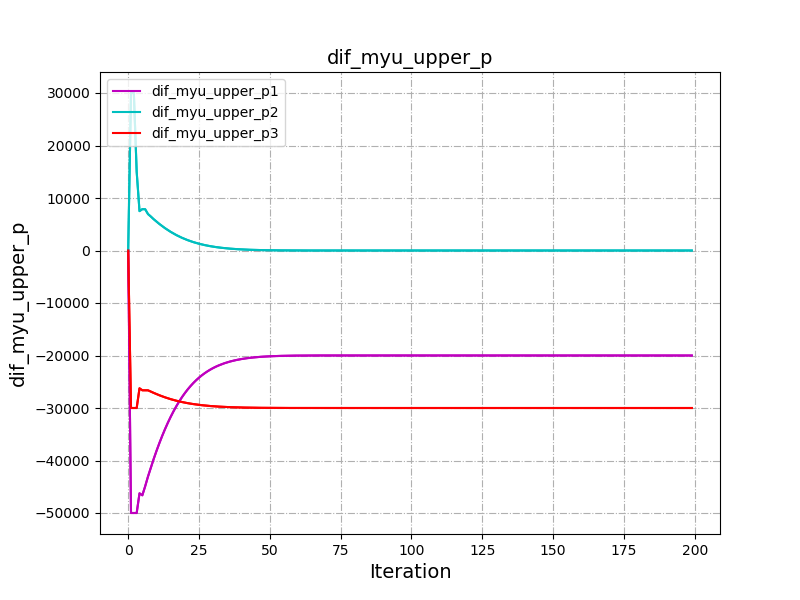 dif_myu_upper_p
dif_myu_upper_p1
dif_myu_upper_p2
dif_myu_upper_p3
dif_myu_upper_p
30000
20000
10000
0
−10000
−20000
−30000
−40000
−50000
0 25 50 75 100 125 150 175 200
Iteration